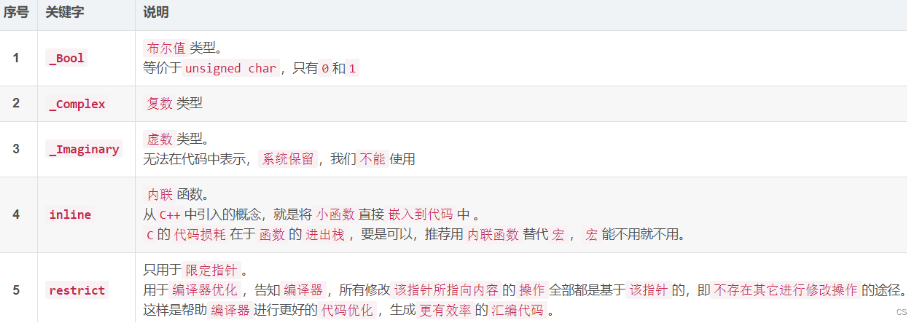 序号 关键字 说明
1 _Bool 布尔值 类型。
等价于 unsigned char ，只有 0 和 1
2 _Complex 复数 类型
3 _Imaginary 虚数 类型。
无法在代码中表示， 系统保留 ，我们 不能 使用
4 inline 内联 函数。
从 C++ 中引入的概念，就是将 小函数 直接 嵌入到代码 中 。
C 的 代码损耗 在于 函数 的 进出栈 ，要是可以，推荐用 内联函数 替代 宏 ， 宏 能不用就不用。
5 restrict 只用于 限定指针 。
用于 编译器优化 ，告知 编译器 ，所有修改 该指针所指向内容 的 操作 全部都是基于 该指针 的，即 不存在其它进行修改操作 的途径。
这样是帮助 编译器 进行更好的 代码优化 ，生成 更有效率 的 汇编代码 。
CS